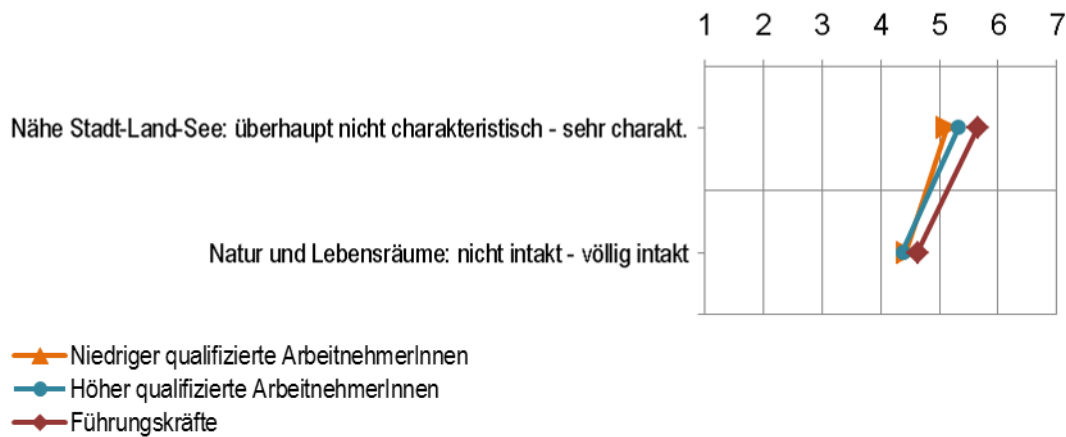 1 2 3 4 5 6 7
Nähe Stadt-Land-See: überhaupt nicht charakteristisch - sehr charakt.
Natur und Lebensräume: nicht intakt - völlig intakt
Niedriger qualifizierte ArbeitnehmerInnen
Höher qualifizierte ArbeitnehmerInnen
Führungskräfte